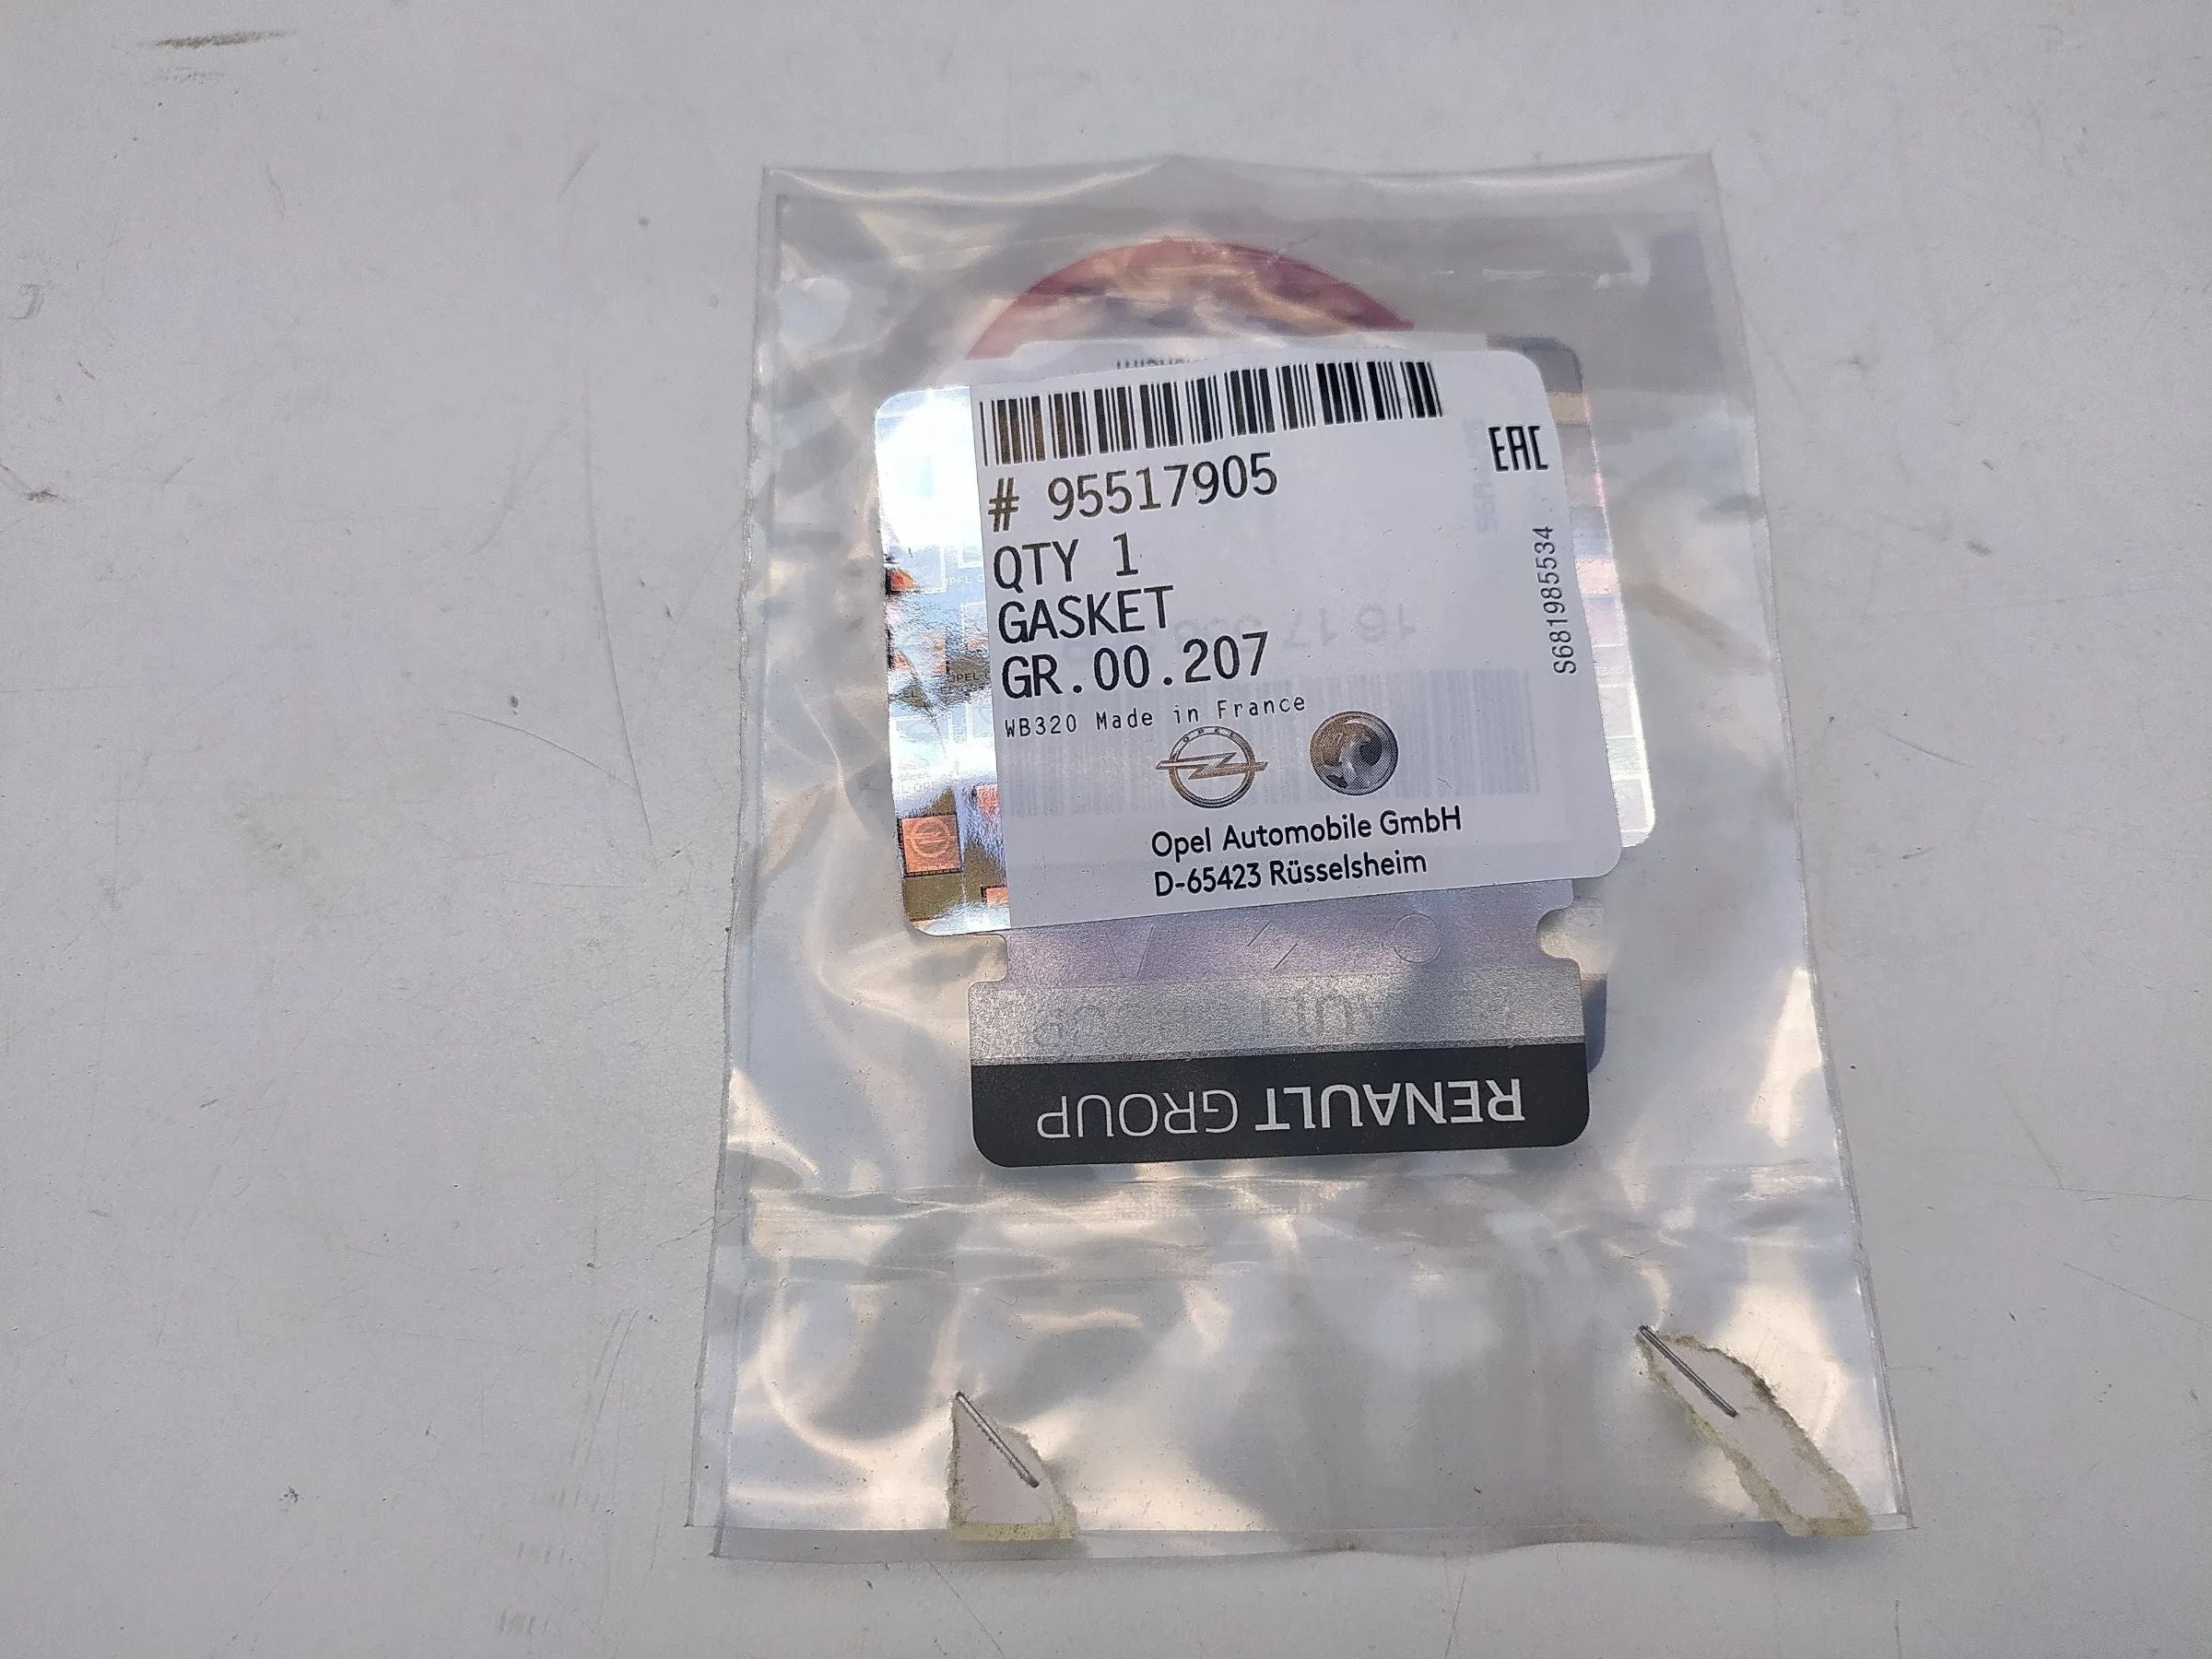 EAC
# 95517905
QTY 1
GASKET
GR.00.207
WB320 Made in France
S681985534
OPEL
Opel Automobile GmbH
D-65423 Rüsselsheim
RENAULT GROUP